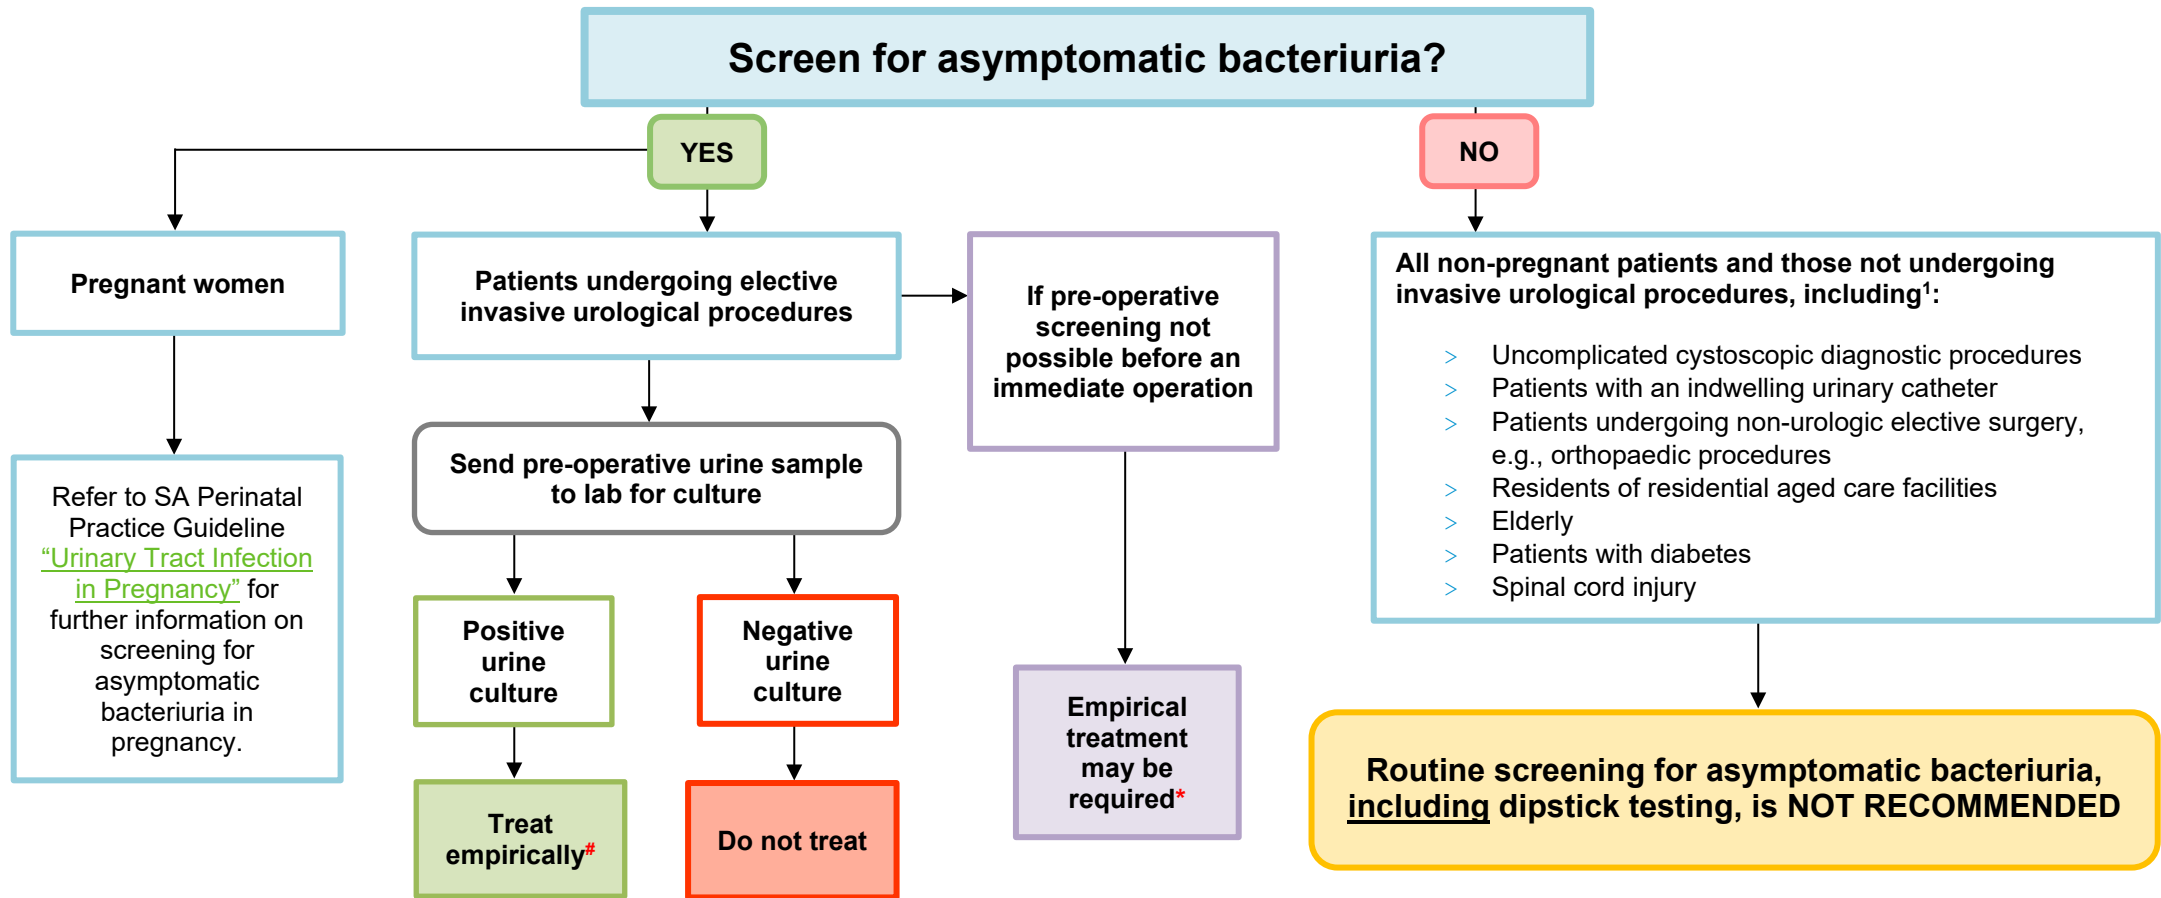 Screen for asymptomatic bacteriuria?
YES
NO
Pregnant women
Patients undergoing elective
invasive urological procedures
If pre-operative
screening not
possible before an
immediate operation
All non-pregnant patients and those not undergoing
invasive urological procedures, including¹:
> Uncomplicated cystoscopic diagnostic procedures
> Patients with an indwelling urinary catheter
> Patients undergoing non-urologic elective surgery,
e.g., orthopaedic procedures
> Residents of residential aged care facilities
> Elderly
> Patients with diabetes
> Spinal cord injury
Refer to SA Perinatal
Practice Guideline
“Urinary Tract Infection
in Pregnancy” for
further information on
screening for
asymptomatic
bacteriuria in
pregnancy.
Send pre-operative urine sample
to lab for culture
Positive
urine
culture
Negative
urine
culture
Empirical
treatment
may be
required*
Treat
empirically#
Do not treat
Routine screening for asymptomatic bacteriuria,
including dipstick testing, is NOT RECOMMENDED